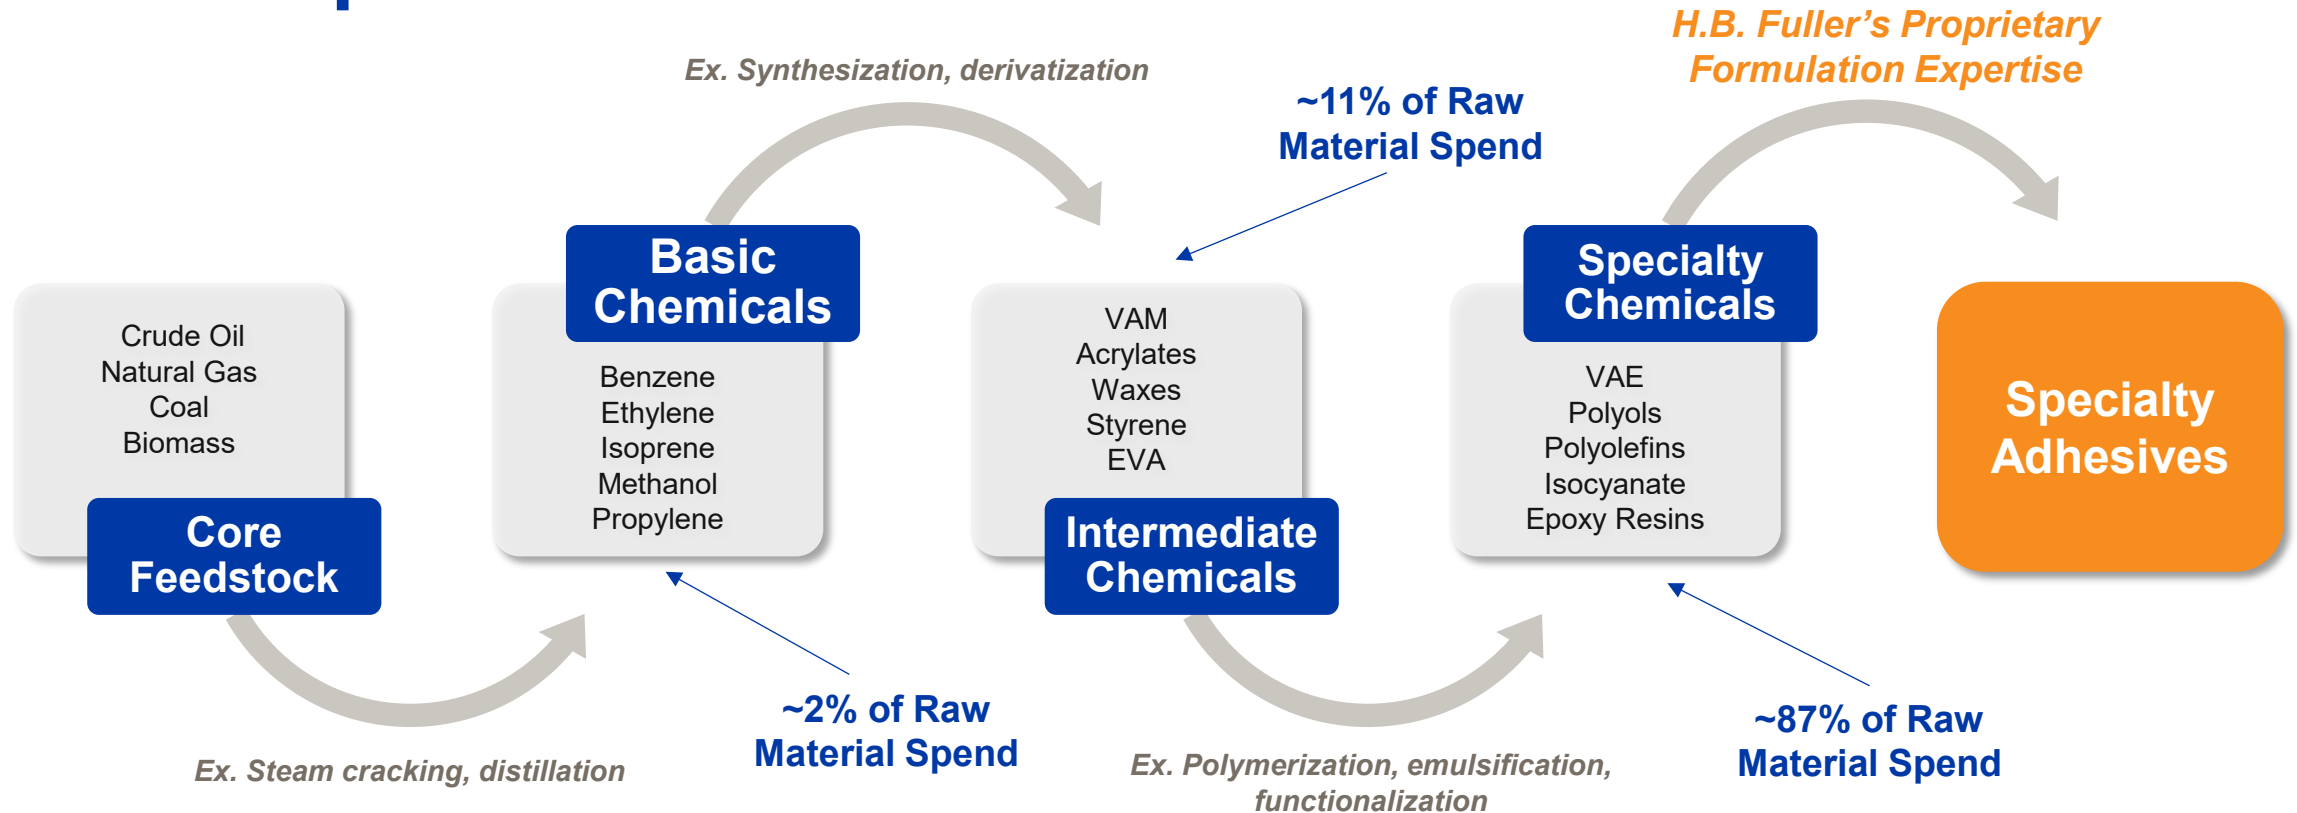 H.B. Fuller's Proprietary
Formulation Expertise
Ex. Synthesization, derivatization
~11% of Raw
Material Spend
Basic
Chemicals
Specialty
Chemicals
Crude Oil
Natural Gas
Coal
Biomass
Core
Feedstock
Benzene
Ethylene
Isoprene
Methanol
Propylene
VAM
Acrylates
Waxes
Styrene
EVA
Intermediate
Chemicals
VAE
Polyols
Polyolefins
Isocyanate
Epoxy Resins
Specialty
Adhesives
~2% of Raw
Material Spend
~87% of Raw
Material Spend
Ex. Steam cracking, distillation
Ex. Polymerization, emulsification,
functionalization